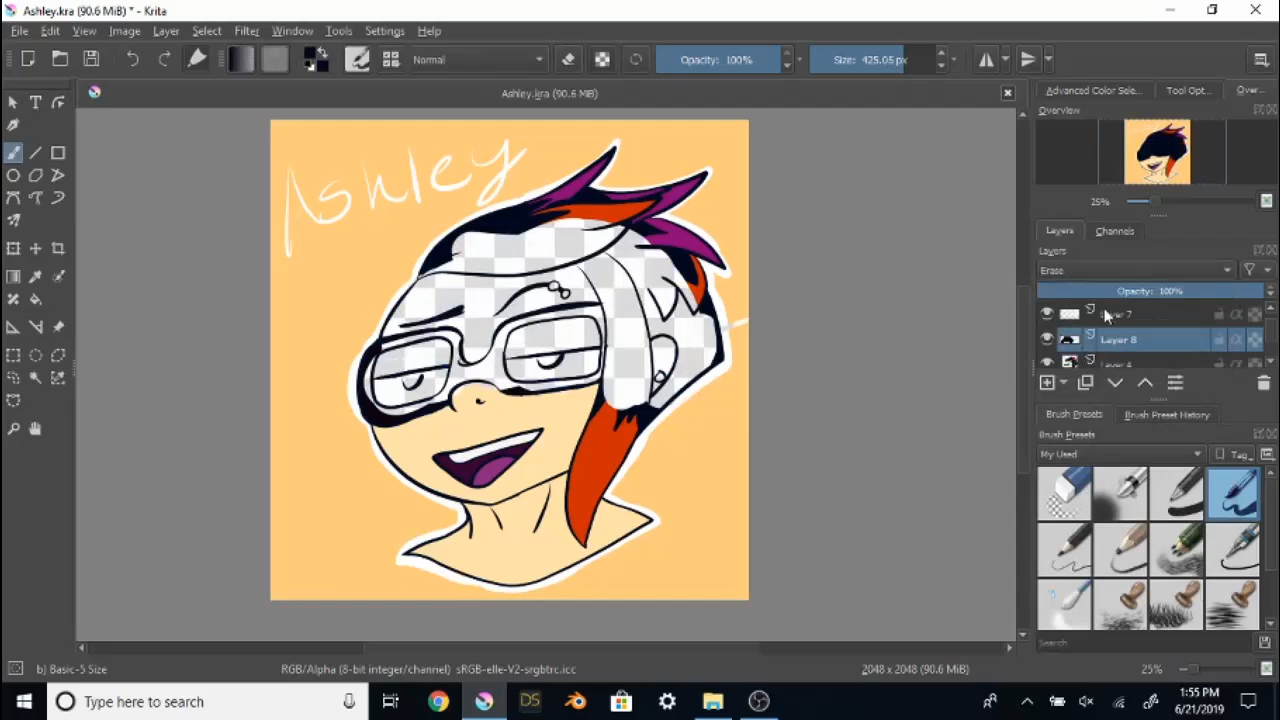 Ashley.kra (90.6 MiB) * - Krita
File Edit View Image Layer Select Filter Tools Settings Window Help
Normal Opacity: 100% Size: 425.05 px
Ashley.kra (90.6 MiB)
Advanced Color Sele... Tool Opt... Over...
Overview
25%
Layers Channels
Layers
Erase
Opacity: 100%
Layer 8
Brush Presets Brush Preset History
Brush Presets
My Used Tag
Search
Ashley
b) Basic-5 Size RGB/Alpha (8-bit integer/channel) sRGB-elle-V2-srgbtrc.icc 2048 x 2048 (90.6 MiB) 25%
Type here to search
DS
1:55 PM
6/21/2019